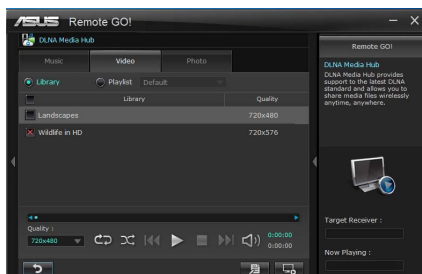 ASUS Remote GO!
DLNA Media Hub
Music Video Photo
Library Playlist Default
Library Quality
Landscapes 720x480
Wildlife in HD 720x576
Quality :
720x480
0:00:00
0:00:00
Remote GO!
DLNA Media Hub
DLNA Media Hub provides
support to the latest DLNA
standard and allows you to
share media files wirelessly
anytime, anywhere.
Target Receiver :
Now Playing :